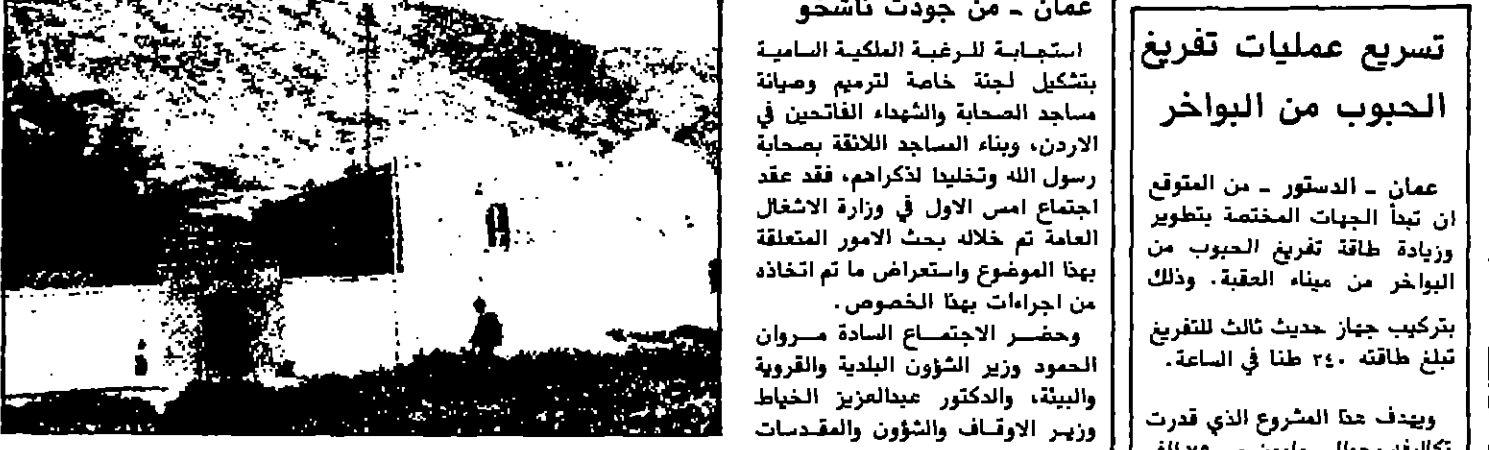 تسريع عمليات تفريغ
الحبوب من البواخر
عمان ـ الدستور ـ من المتوقع
ان تبدأ الجهات المختصة بتطوير
وزيادة طاقة تفريغ الحبوب من
البواخر من ميناء العقبة. وذلك
بتركيب جهاز حديث ثالث للتفريغ
تبلغ طاقته ٢٤٠ طنا في الساعة.
ويهدف هذا المشروع الذي قدرت
عمان ـ من جودت ناشخو
استجابة للرغبة الملكية السامية
بتشكيل لجنة خاصة لترميم وصيانة
مساجد الصحابة والشهداء الفاتحين في
الاردن، وبناء المساجد اللائقة بصحابة
رسول الله وتخليدا لذكراهم، فقد عقد
اجتماع امس الاول في وزارة الاشغال
العامة تم خلاله بحث الامور المتعلقة
بهذا الموضوع واستعراض ما تم اتخاذه
من اجراءات بهذا الخصوص.
وحضر الاجتماع السادة مروان
الحمود وزير الشؤون البلدية والقروية
والبيئة، والدكتور عبدالعزيز الخياط
وزير الاوقاف والشؤون والمقدسات